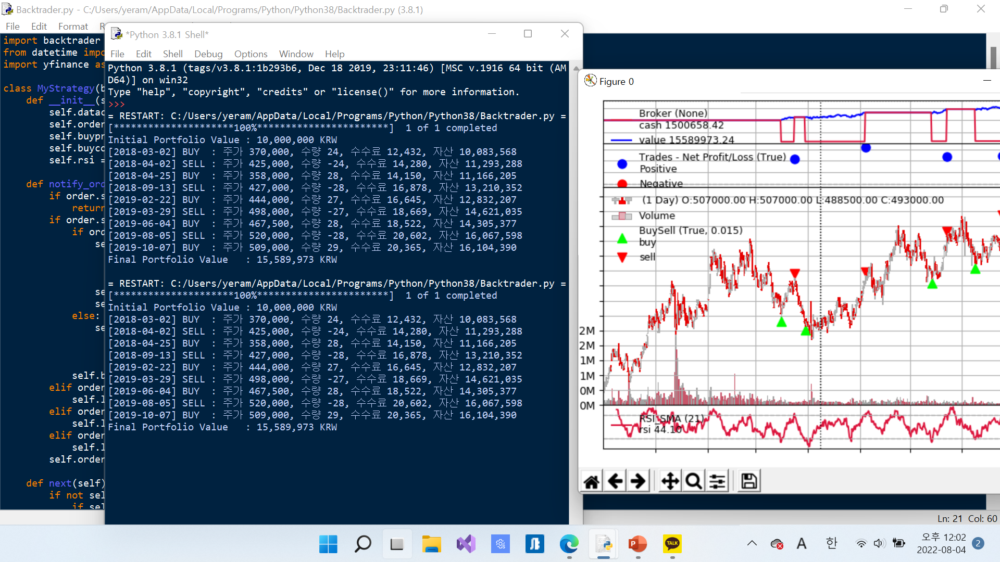 Backtrader.py - C:/Users/yeram/AppData/Local/Programs/Python/Python38/Backtrader.py (3.8.1)
File Edit Format
import backtrader
from datetime impo
import yfinance as
class MyStrategy(b
def __init__(s
self.datac
self.order
self.buypr
self.buyco
self.rsi =
def notify_ord
if order.s
return
if order.s
if ord
se
se
se
else:
se
self.b
elif order
self.l
elif order
self.l
elif order
self.l
self.order
def next(self)
if not sel
if sel
*Python 3.8.1 Shell*
File Edit Shell Debug Options Window Help
Python 3.8.1 (tags/v3.8.1:1b293b6, Dec 18 2019, 23:11:46) [MSC v.1916 64 bit (AM
D64)] on win32
Type "help", "copyright", "credits" or "license()" for more information.
>>>
= RESTART: C:/Users/yeram/AppData/Local/Programs/Python/Python38/Backtrader.py =
[*********************100%***********************]  1 of 1 completed
Initial Portfolio Value : 10,000,000 KRW
[2018-03-02] BUY  : 주가 370,000, 수량 24, 수수료 12,432, 자산 10,083,568
[2018-04-02] SELL : 주가 425,000, 수량 -24, 수수료 14,280, 자산 11,293,288
[2018-04-25] BUY  : 주가 358,000, 수량 28, 수수료 14,150, 자산 11,166,205
[2018-09-13] SELL : 주가 427,000, 수량 -28, 수수료 16,878, 자산 13,210,352
[2019-02-22] BUY  : 주가 444,000, 수량 27, 수수료 16,645, 자산 12,832,207
[2019-03-29] SELL : 주가 498,000, 수량 -27, 수수료 18,669, 자산 14,621,035
[2019-06-04] BUY  : 주가 467,500, 수량 28, 수수료 18,522, 자산 14,305,377
[2019-08-05] SELL : 주가 520,000, 수량 -28, 수수료 20,602, 자산 16,067,598
[2019-10-07] BUY  : 주가 509,000, 수량 29, 수수료 20,365, 자산 16,104,390
Final Portfolio Value   : 15,589,973 KRW
= RESTART: C:/Users/yeram/AppData/Local/Programs/Python/Python38/Backtrader.py =
[*********************100%***********************]  1 of 1 completed
Initial Portfolio Value : 10,000,000 KRW
[2018-03-02] BUY  : 주가 370,000, 수량 24, 수수료 12,432, 자산 10,083,568
[2018-04-02] SELL : 주가 425,000, 수량 -24, 수수료 14,280, 자산 11,293,288
[2018-04-25] BUY  : 주가 358,000, 수량 28, 수수료 14,150, 자산 11,166,205
[2018-09-13] SELL : 주가 427,000, 수량 -28, 수수료 16,878, 자산 13,210,352
[2019-02-22] BUY  : 주가 444,000, 수량 27, 수수료 16,645, 자산 12,832,207
[2019-03-29] SELL : 주가 498,000, 수량 -27, 수수료 18,669, 자산 14,621,035
[2019-06-04] BUY  : 주가 467,500, 수량 28, 수수료 18,522, 자산 14,305,377
[2019-08-05] SELL : 주가 520,000, 수량 -28, 수수료 20,602, 자산 16,067,598
[2019-10-07] BUY  : 주가 509,000, 수량 29, 수수료 20,365, 자산 16,104,390
Final Portfolio Value   : 15,589,973 KRW
Figure 0
Broker (None)
cash 1500658.42
value 15589973.24
Trades - Net Profit/Loss (True)
Positive
Negative
(1 Day) O:507000.00 H:507000.00 L:488500.00 C:493000.00
Volume
BuySell (True, 0.015)
buy
sell
2M
2M
1M
1M
0M
0M
RSI_SMA (21)
rsi 44.10
Ln: 21 Col: 60
P
TALK
A
한
오후 12:02
2022-08-04
2